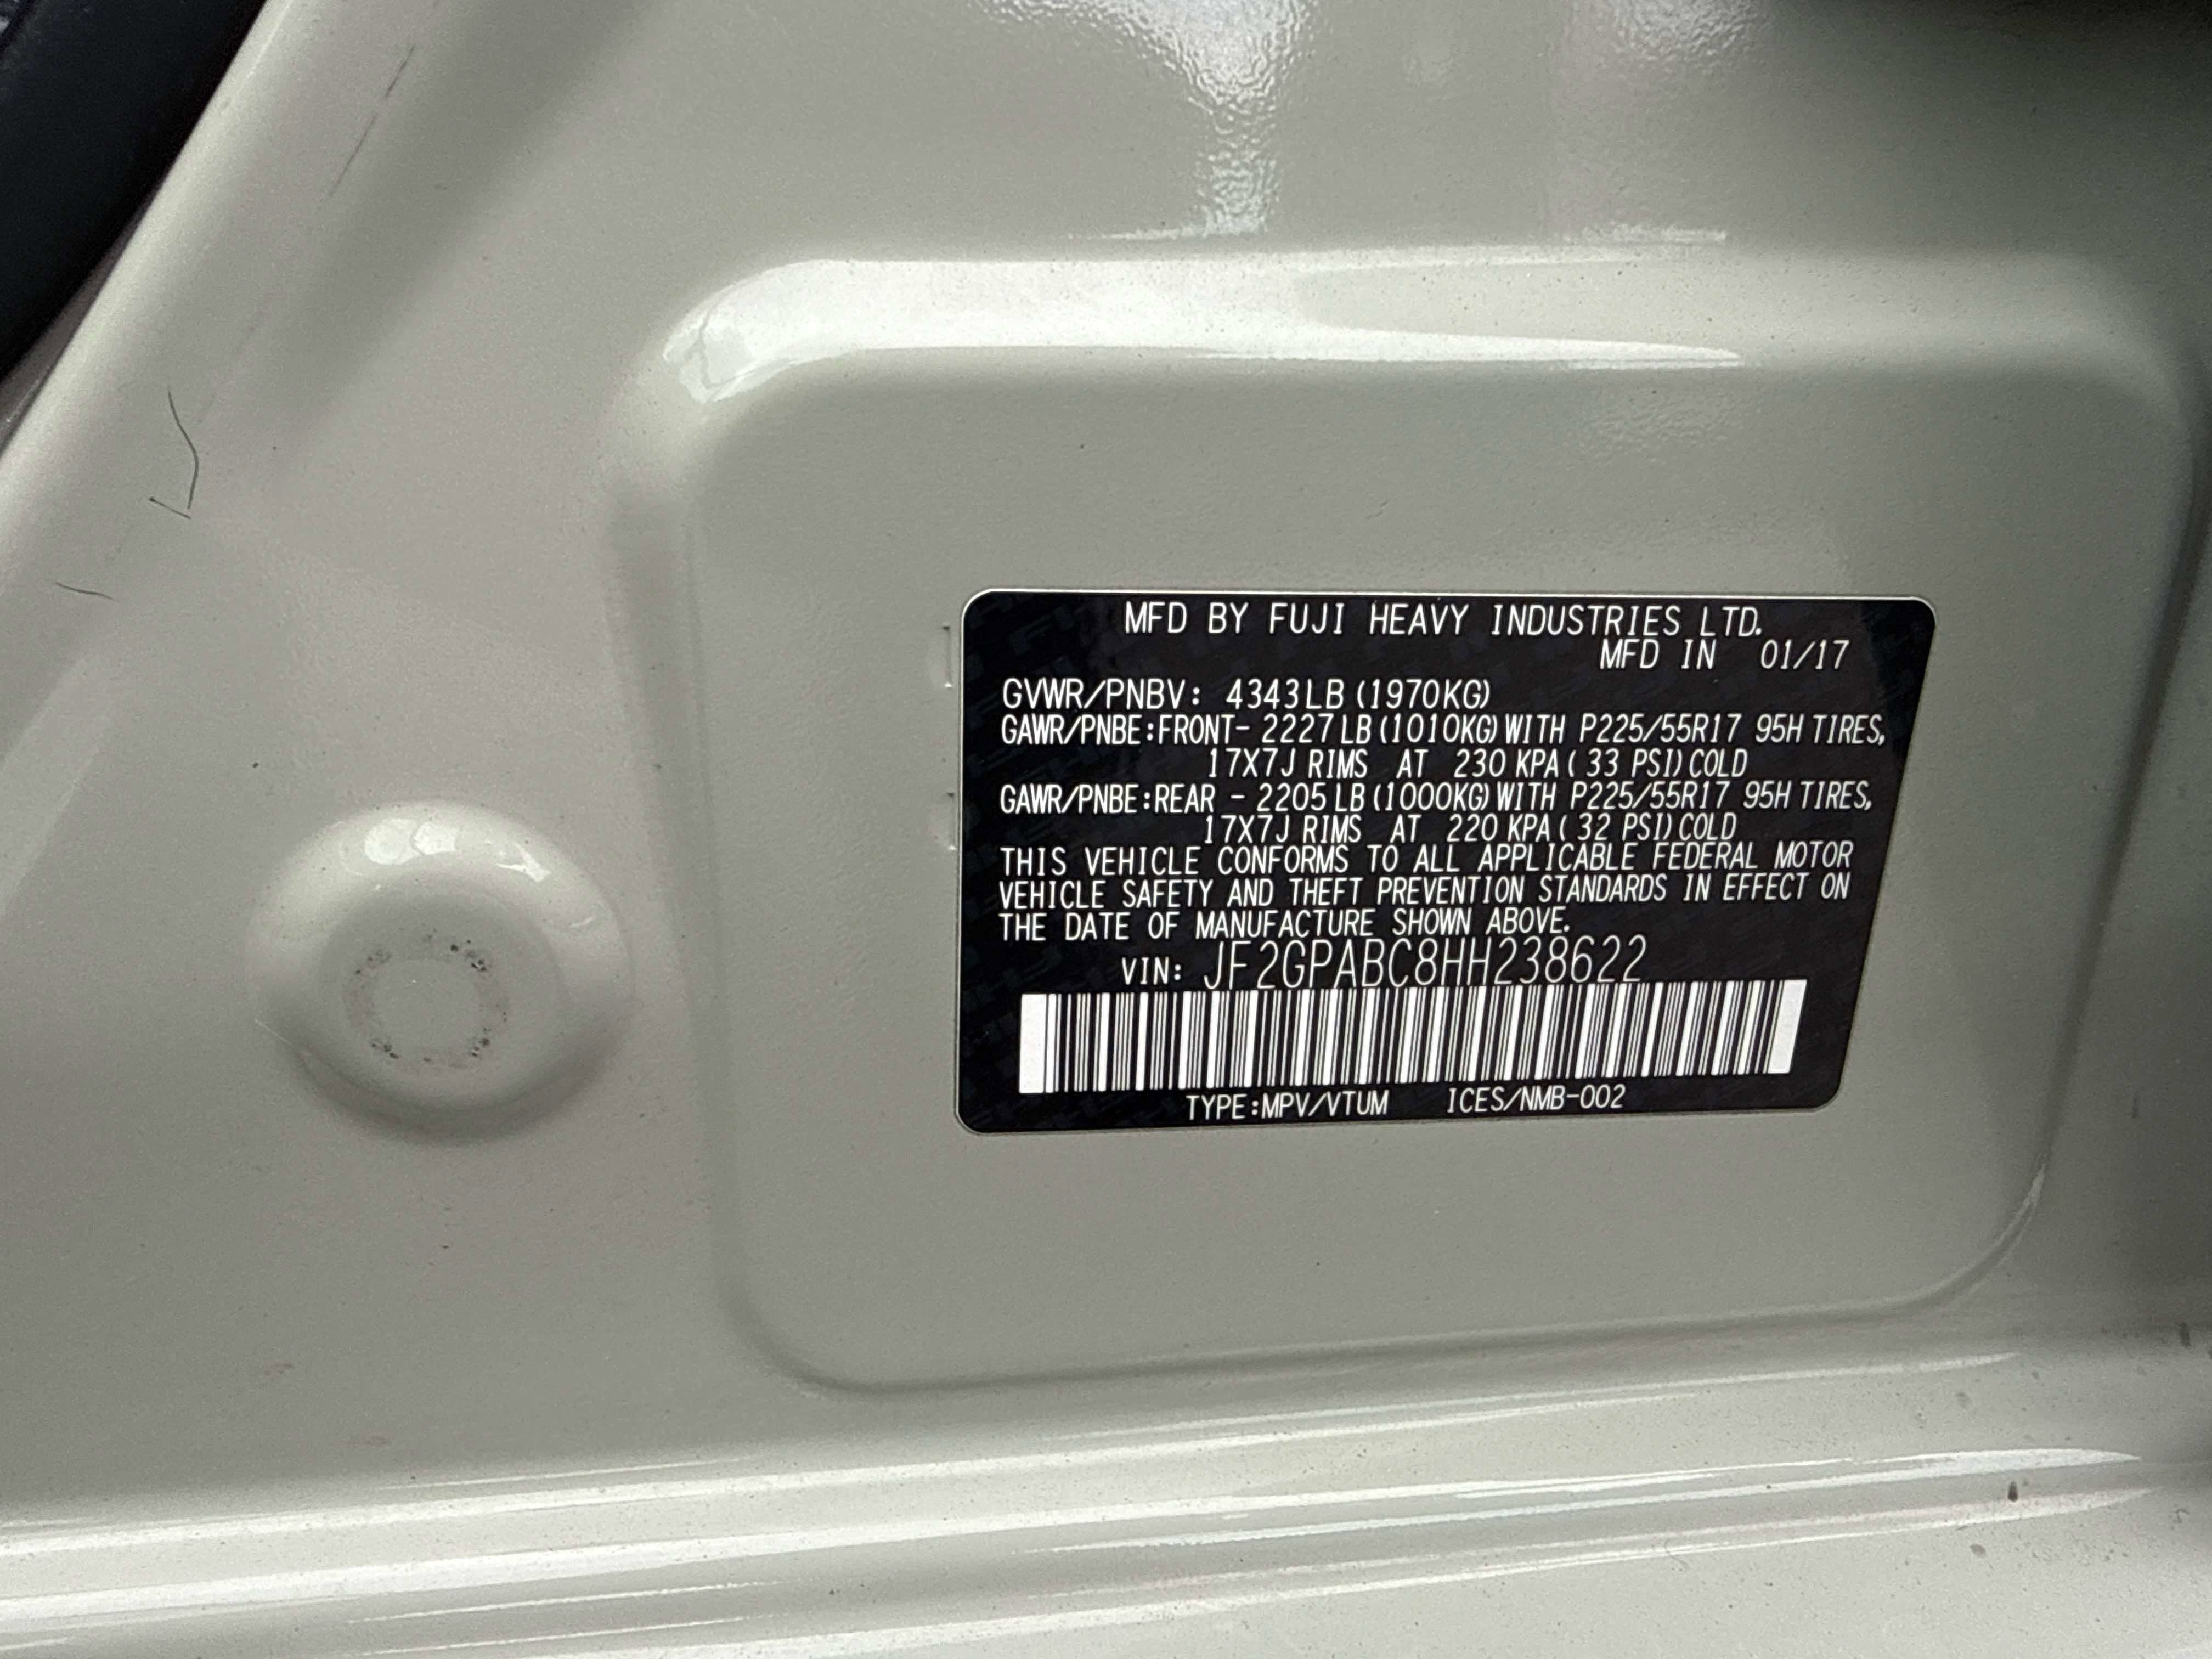 MFD BY FUJI HEAVY INDUSTRIES LTD.
MFD IN 01/17
GVWR/PNBV: 4343LB (1970KG)
GAWR/PNBE:FRONT- 2227 LB (1010KG) WITH P225/55R17 95H TIRES,
17X7J RIMS AT 230 KPA ( 33 PSI) COLD
GAWR/PNBE:REAR - 2205 LB (1000KG) WITH P225/55R17 95H TIRES,
17X7J RIMS AT 220 KPA ( 32 PSI) COLD
THIS VEHICLE CONFORMS TO ALL APPLICABLE FEDERAL MOTOR
VEHICLE SAFETY AND THEFT PREVENTION STANDARDS IN EFFECT ON
THE DATE OF MANUFACTURE SHOWN ABOVE.
VIN: JF2GPABC8HH238622
TYPE:MPV/VTUM ICES/NMB-002